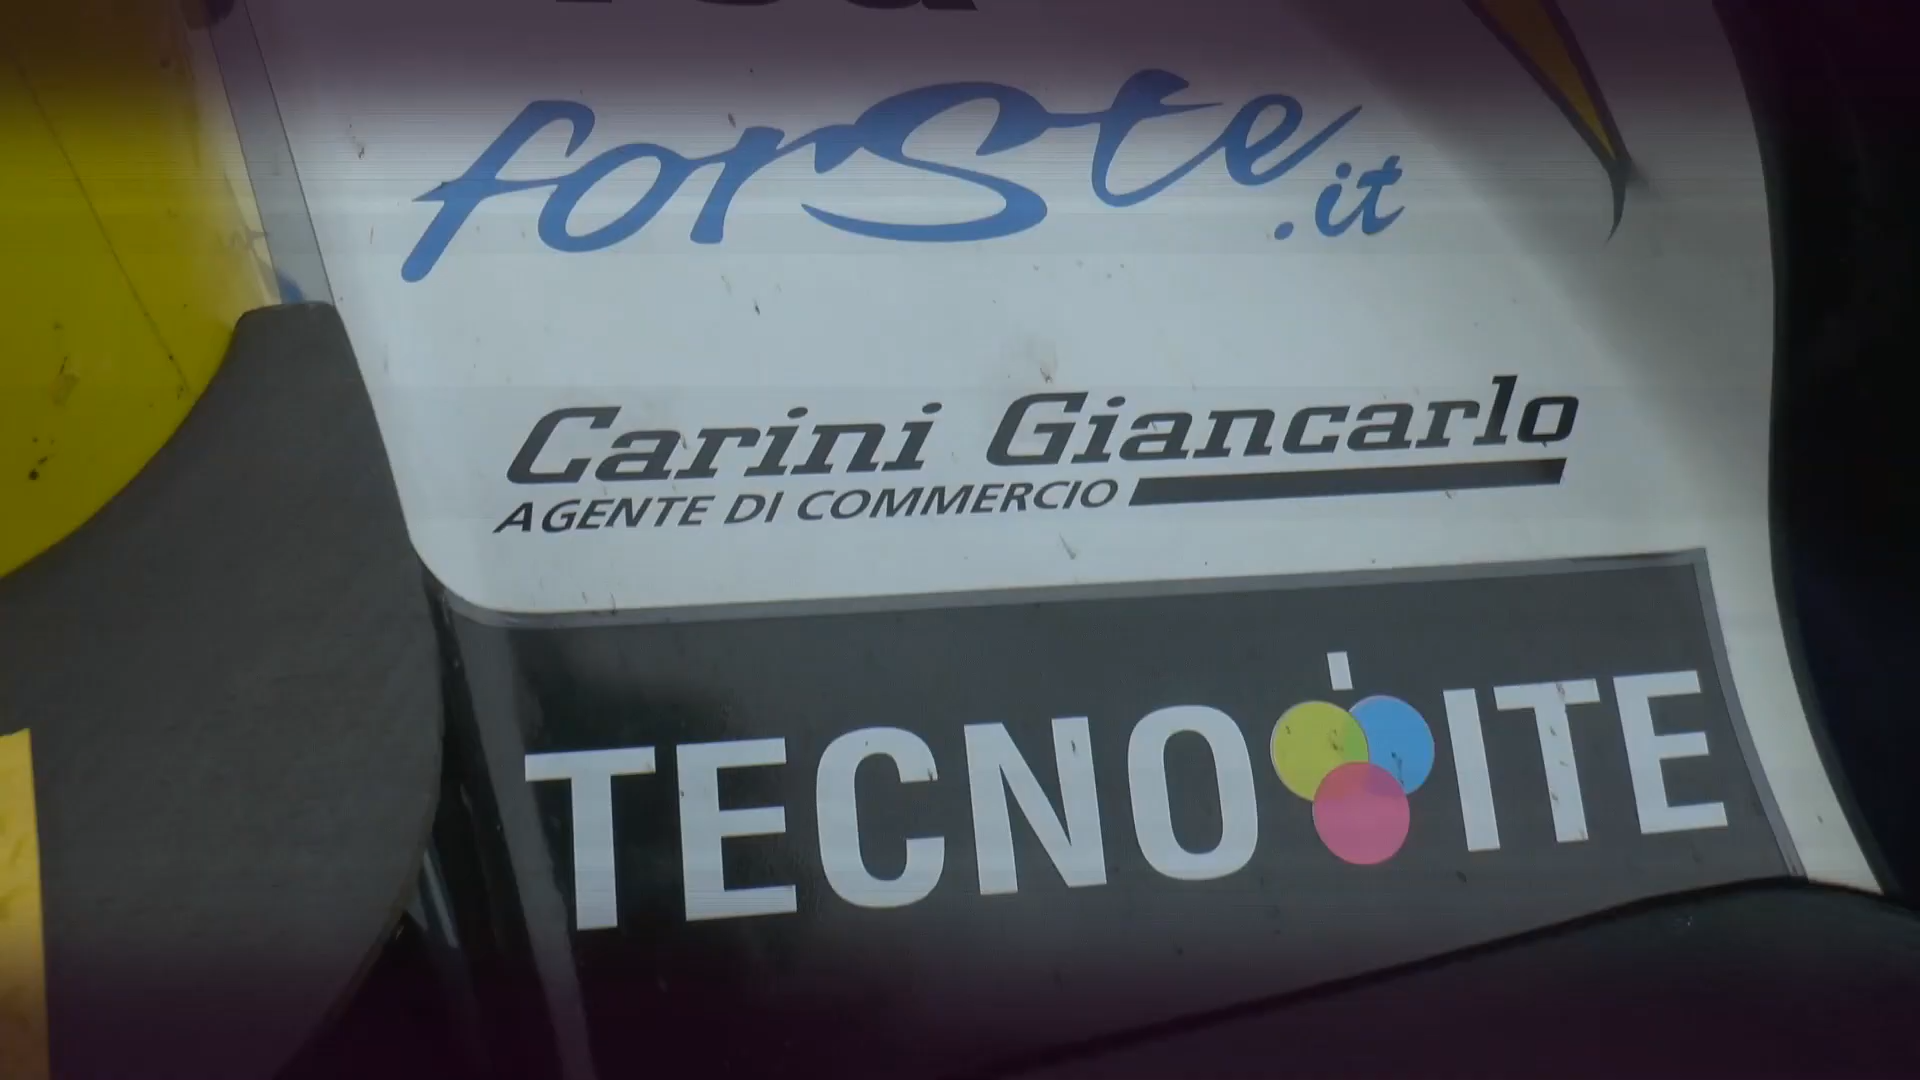 forste.it
Carini Giancarlo
AGENTE DI COMMERCIO
TECNO ITE